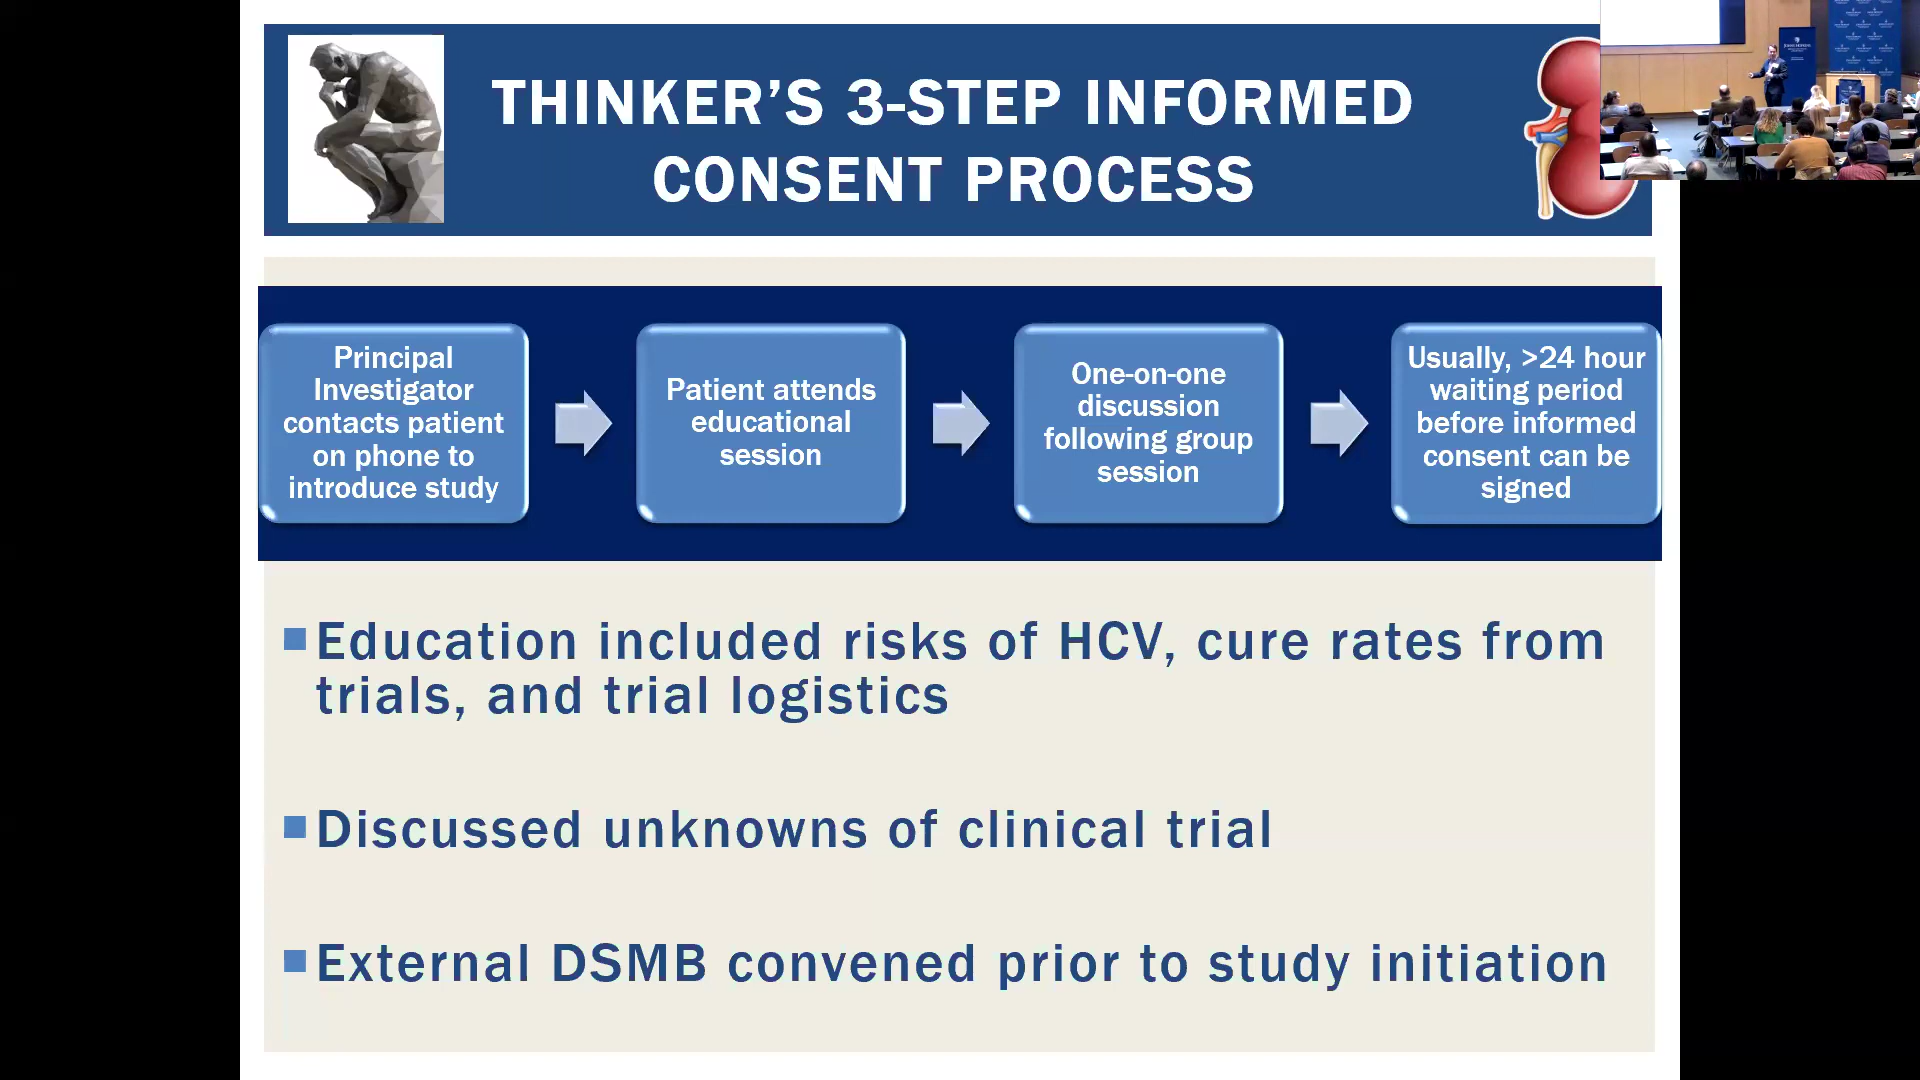 THINKER’S 3-STEP INFORMED
CONSENT PROCESS
Principal
Investigator
contacts patient
on phone to
introduce study
Patient attends
educational
session
One-on-one
discussion
following group
session
Usually, >24 hour
waiting period
before informed
consent can be
signed
Education included risks of HCV, cure rates from
trials, and trial logistics
Discussed unknowns of clinical trial
External DSMB convened prior to study initiation